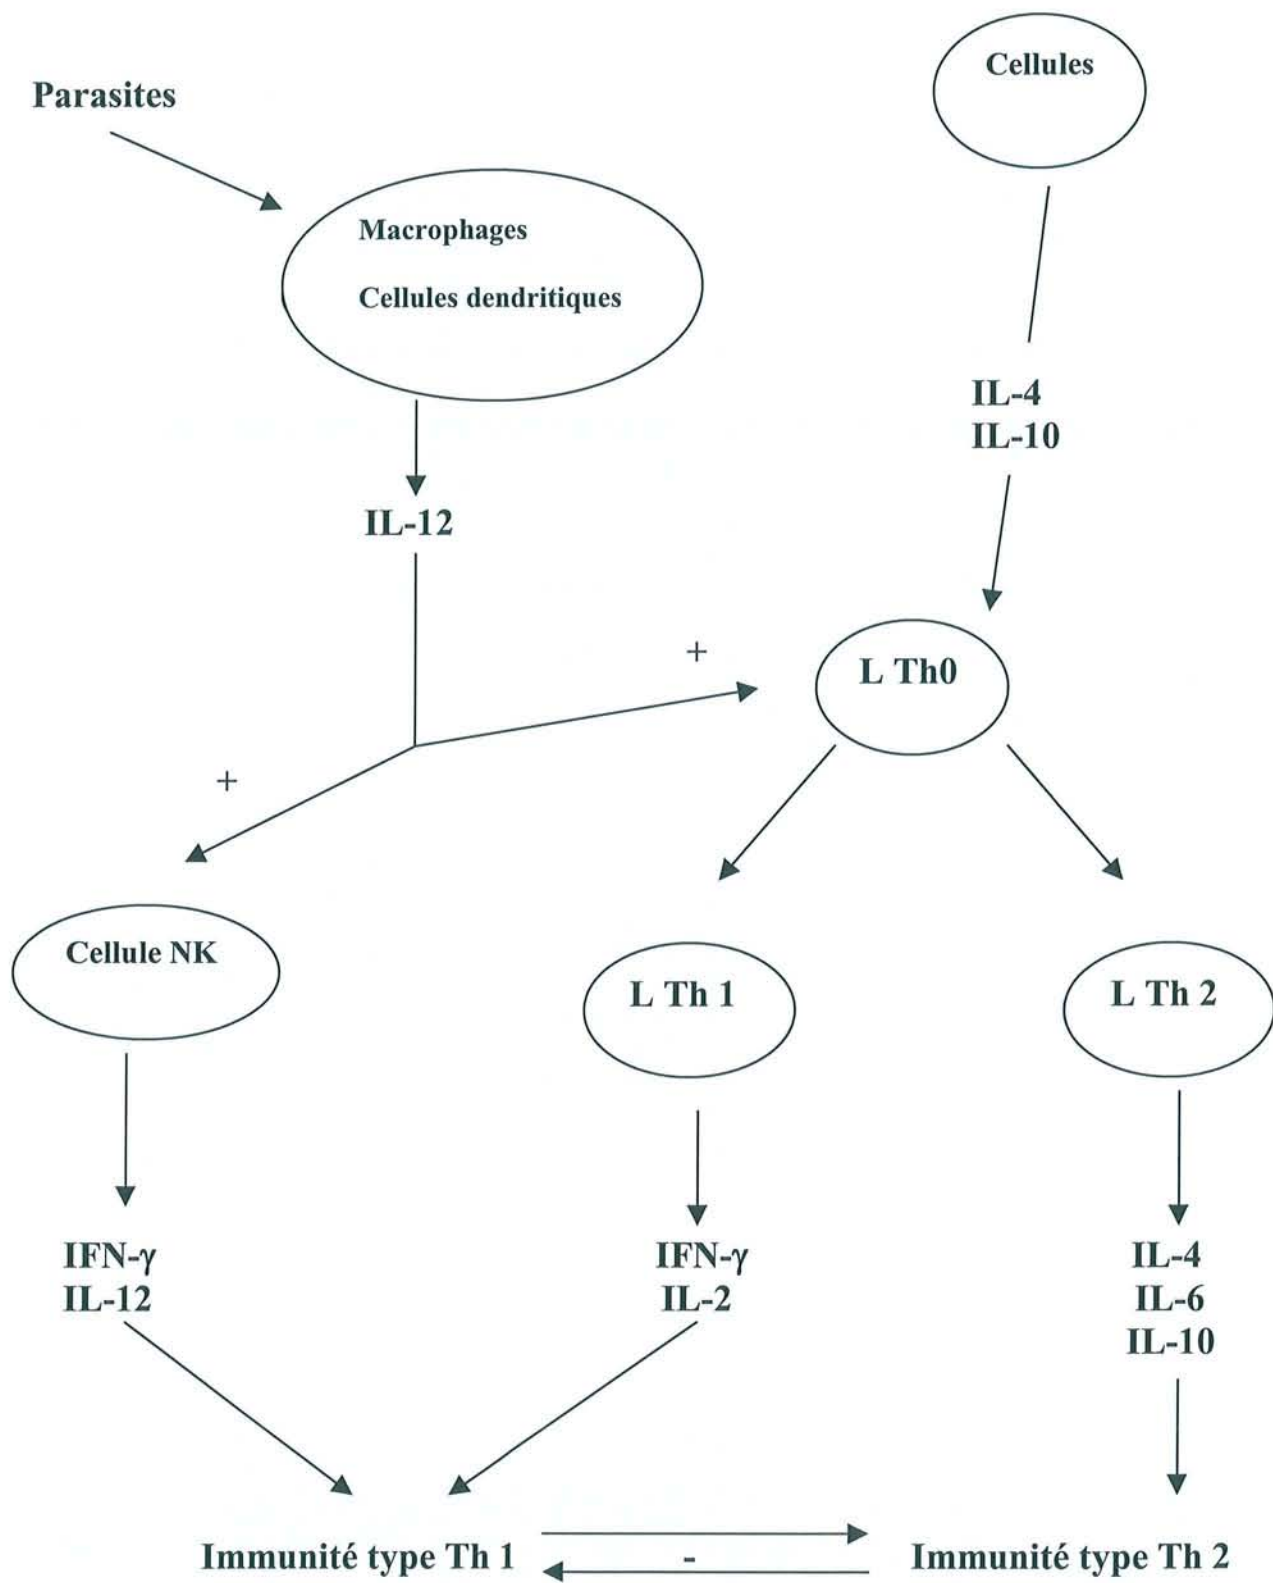 Cellules
Parasites
Macrophages
Cellules dendritiques
IL-4
IL-10
IL-12
+
L Th0
+
Cellule NK
L Th 1
L Th 2
IFN-γ
IL-12
IFN-γ
IL-2
IL-4
IL-6
IL-10
Immunité type Th 1
-
Immunité type Th 2